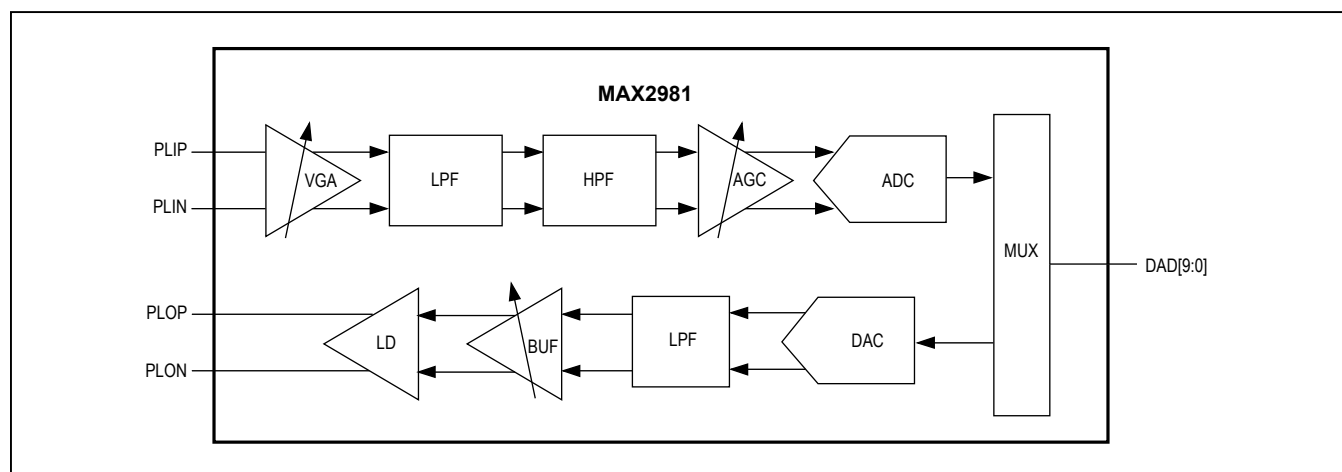 MAX2981
PLIP
PLIN
VGA
LPF
HPF
AGC
ADC
MUX
DAD[9:0]
PLOP
PLON
LD
BUF
LPF
DAC